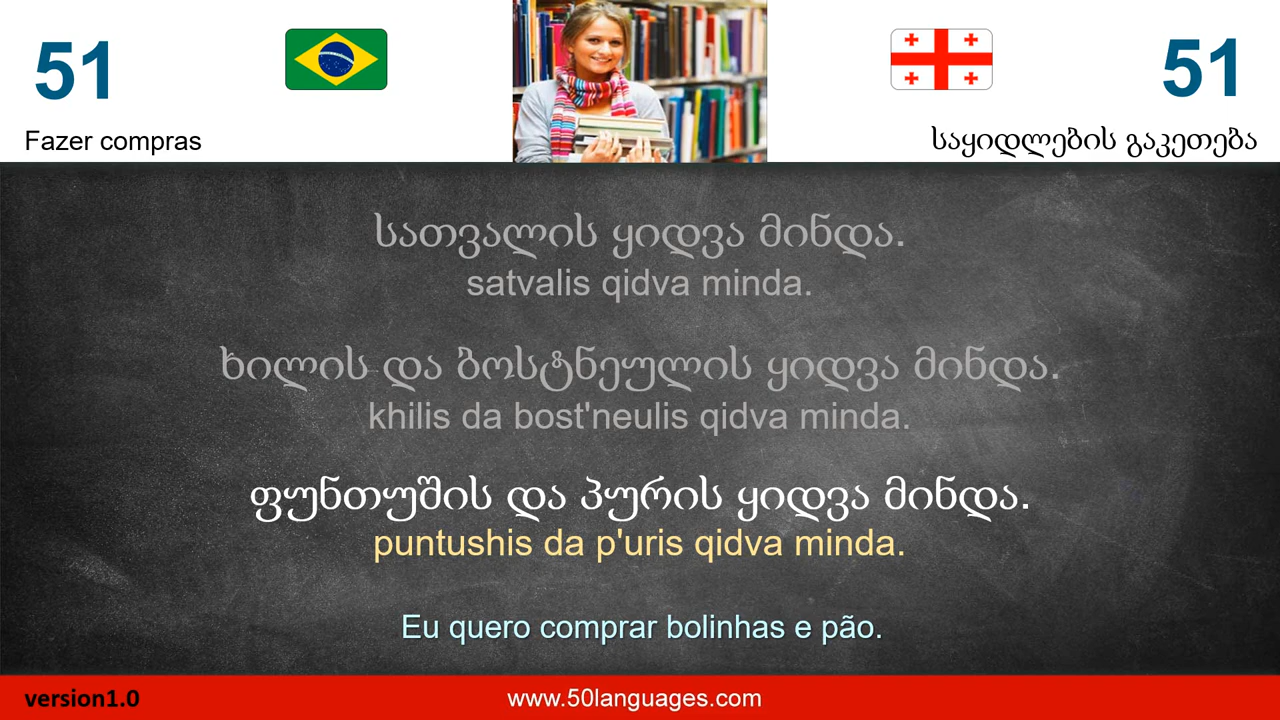 51
51
Fazer compras
საყიდლების გაკეთება
სათვალის ყიდვა მინდა.
satvalis qidva minda.
ხილის და ბოსტნეულის ყიდვა მინდა.
khilis da bost'neulis qidva minda.
ფუნთუშის და პურის ყიდვა მინდა.
puntushis da p'uris qidva minda.
Eu quero comprar bolinhas e pão.
version1.0
www.50languages.com